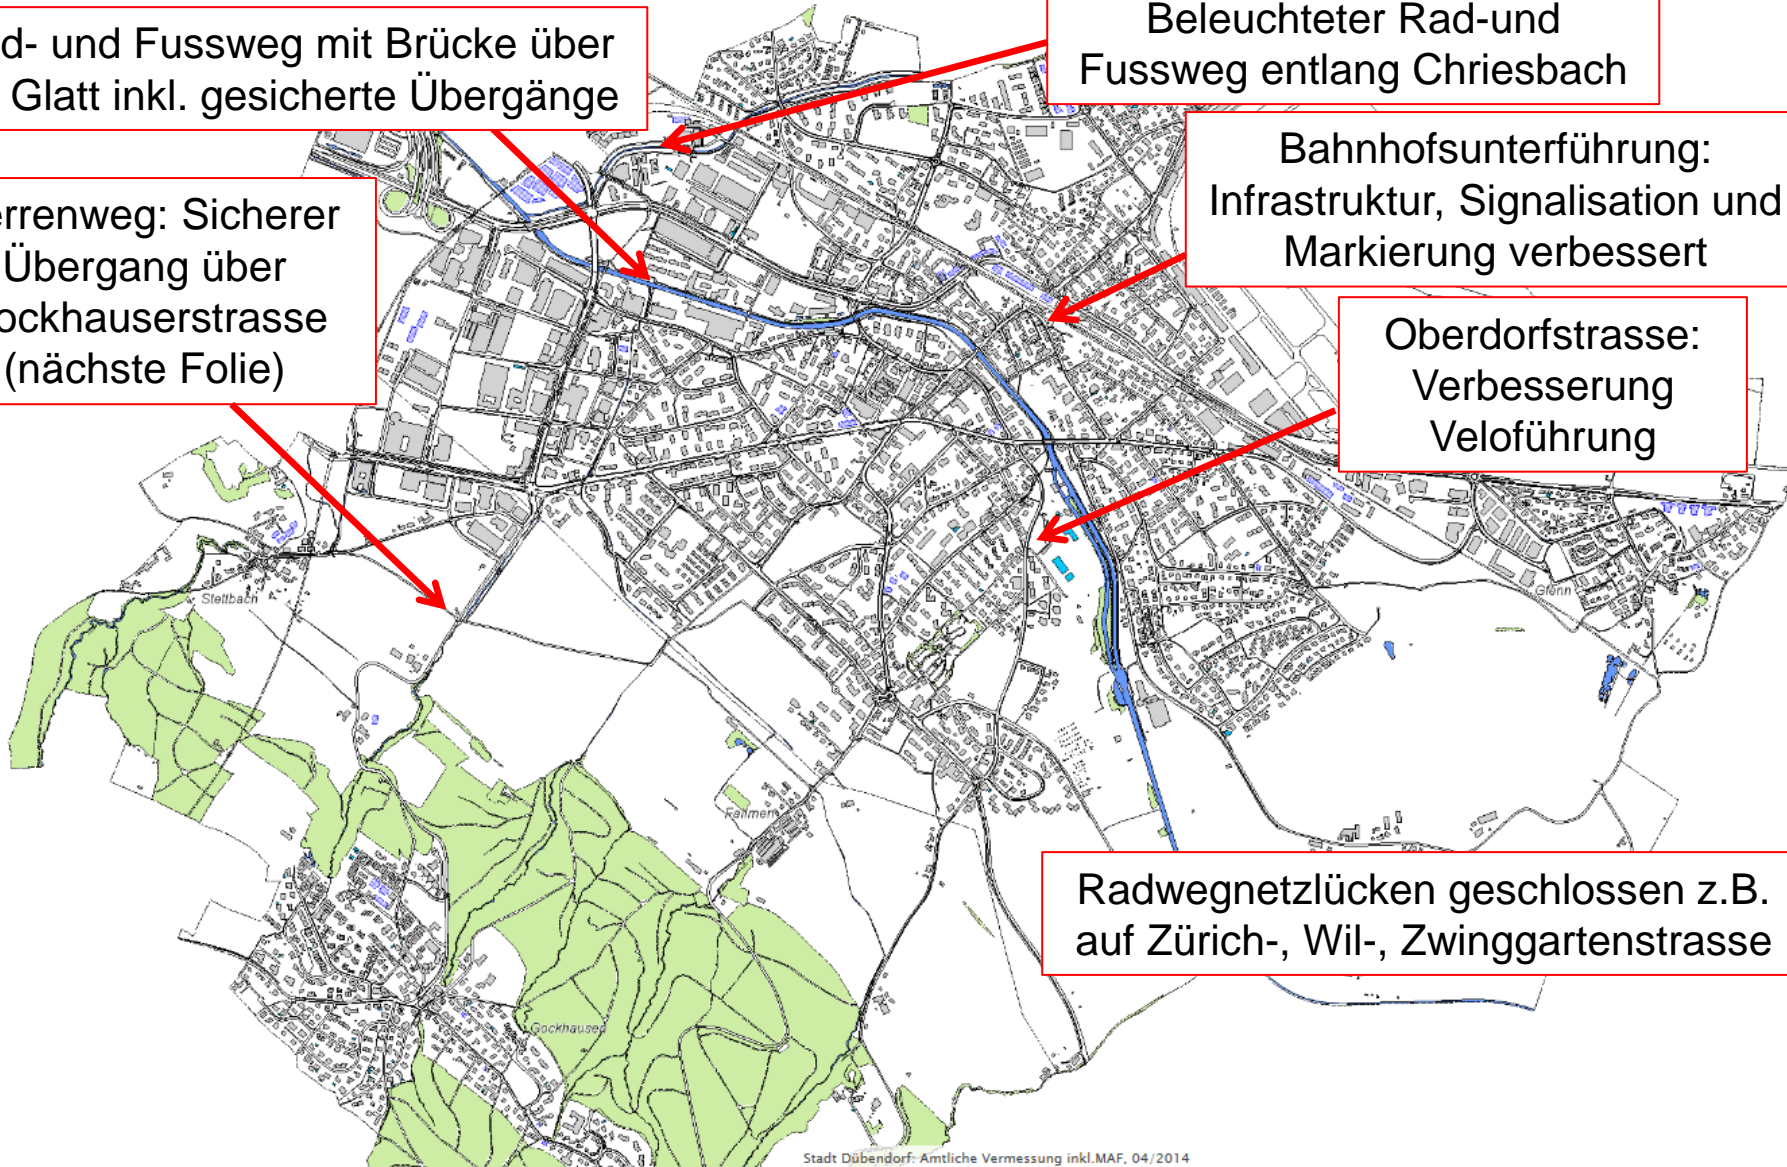 d- und Fussweg mit Brücke über
Glatt inkl. gesicherte Übergänge
Beleuchteter Rad-und
Fussweg entlang Chriesbach
Bahnhofsunterführung:
Infrastruktur, Signalisation und
Markierung verbessert
errenweg: Sicherer
Übergang über
ockhauserstrasse
(nächste Folie)
Oberdorfstrasse:
Verbesserung
Veloführung
Stettbach
Gfenn
Fallmen
Radwegnetzlücken geschlossen z.B.
auf Zürich-, Wil-, Zwinggartenstrasse
Gockhausen
Stadt Dübendorf: Amtliche Vermessung inkl.MAF, 04/2014